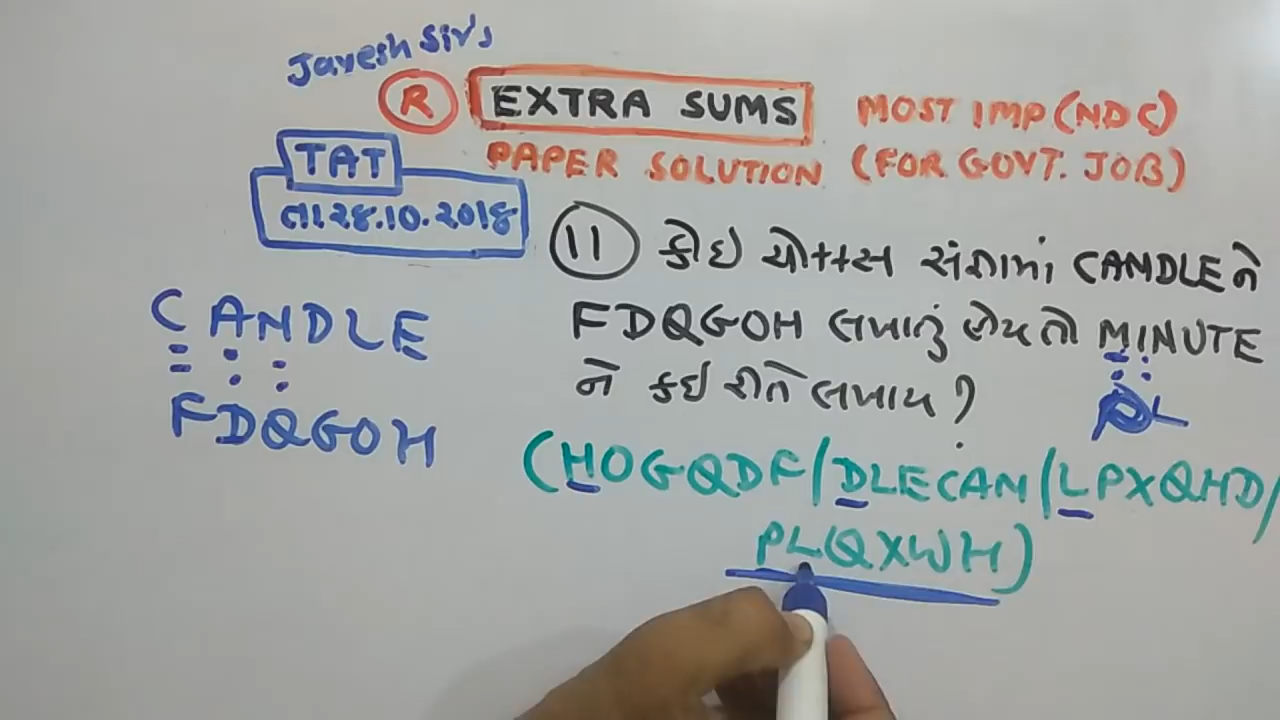 Jayesh Sir's
R EXTRA SUMS MOST IMP (NDC)
PAPER SOLUTION (FOR GOVT. JOB)
TAT
તા ૨૮.10.2018
11 કોઇ ચોક્કસ સંજ્ઞામાં CANDLE ને
FDQGOH લખાતું હોય તો MINUTE
ને કઇ રીતે લખાય ?
L
CANDLE
FDQGOH
(HOGQDF/DLECAN/LPXQHD/
PLQXWH)